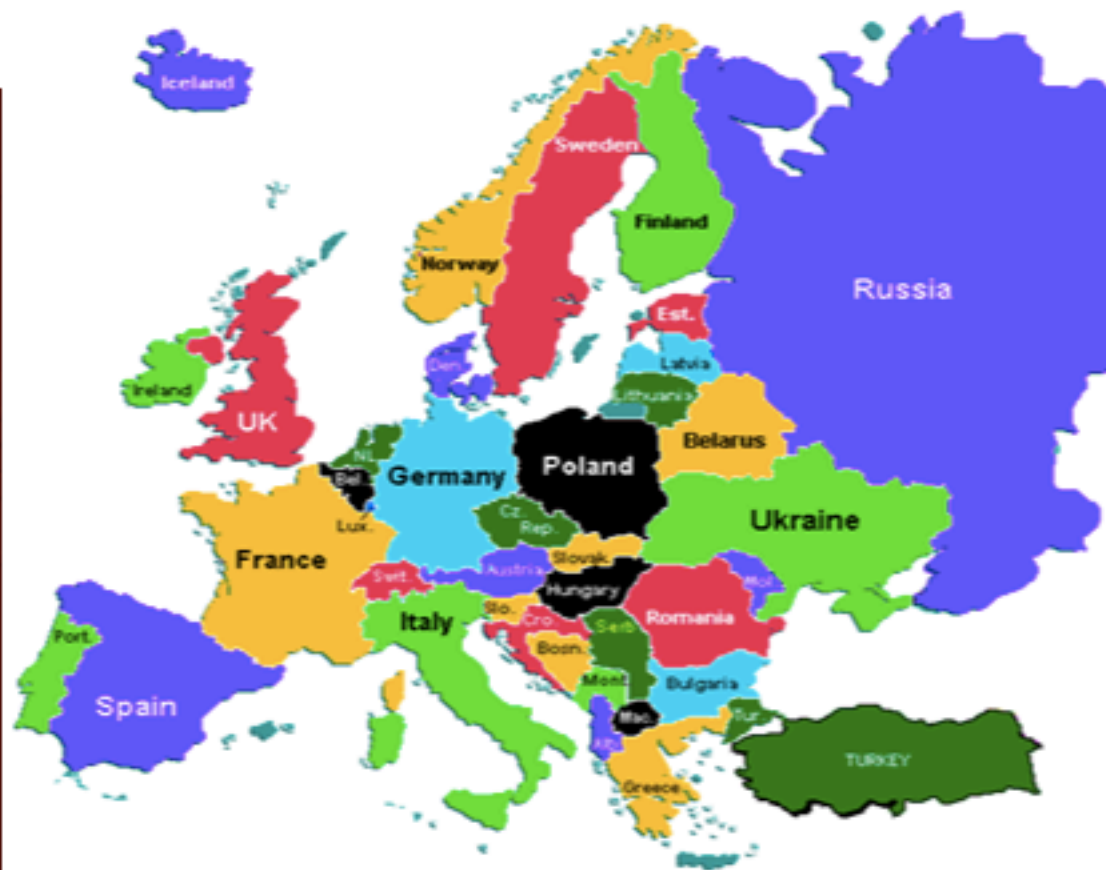 Iceland
Sweden
Finland
Norway
Russia
Est.
Latvia
Den.
Lithuania
Ireland
UK
Belarus
NL
Poland
Bel.
Germany
Cz.
Rep.
Ukraine
Lux.
France
Slovak.
Austria
Swit.
Mol.
Hungary
Slo.
Italy
Cro.
Serb.
Romania
Port.
Bosn.
Mont.
Bulgaria
Spain
Mac.
Tur.
Alb.
TURKEY
Greece